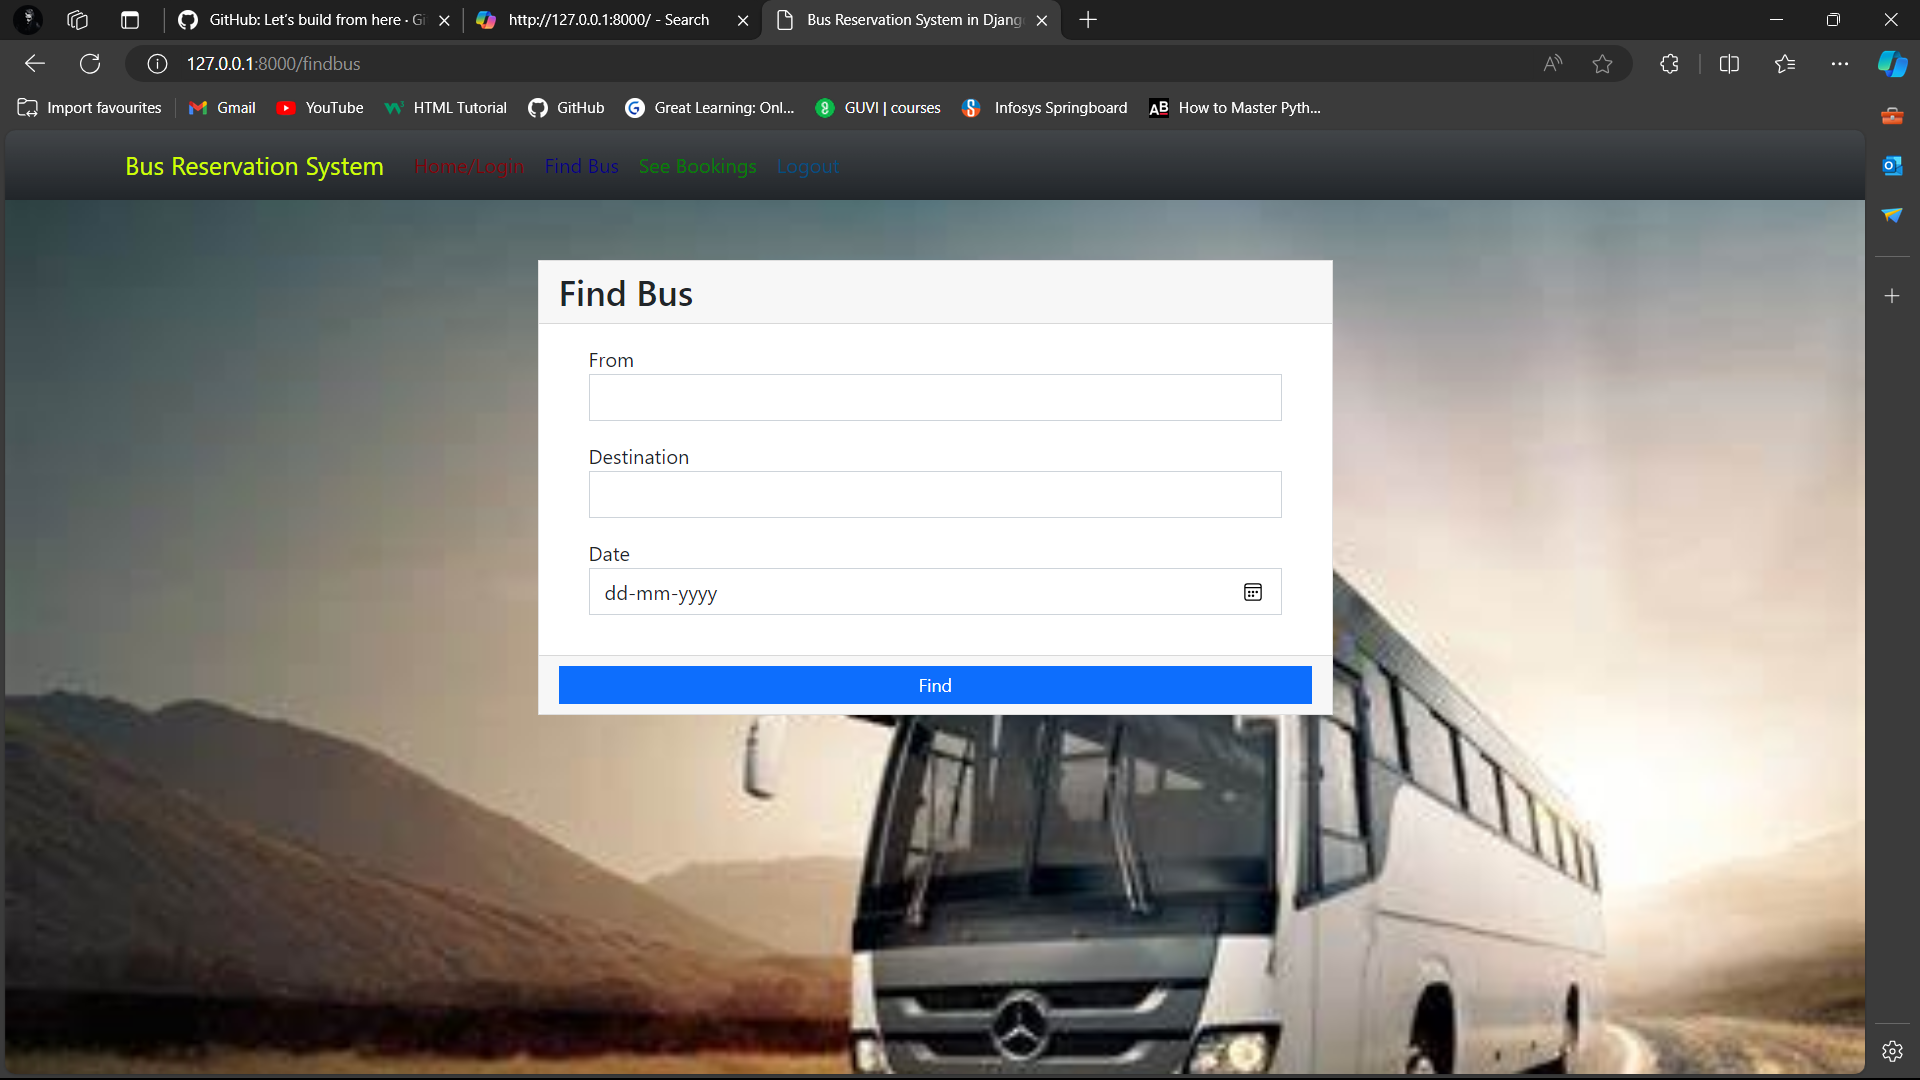 GitHub: Let's build from here · Gi
http://127.0.0.1:8000/ - Search
Bus Reservation System in Djang
127.0.0.1:8000/findbus
Import favourites
Gmail
YouTube
HTML Tutorial
GitHub
Great Learning: Onl...
GUVI | courses
Infosys Springboard
AB
How to Master Pyth...
Bus Reservation System
Home/Login
Find Bus
See Bookings
Logout
Find Bus
From
Destination
Date
dd-mm-yyyy
Find